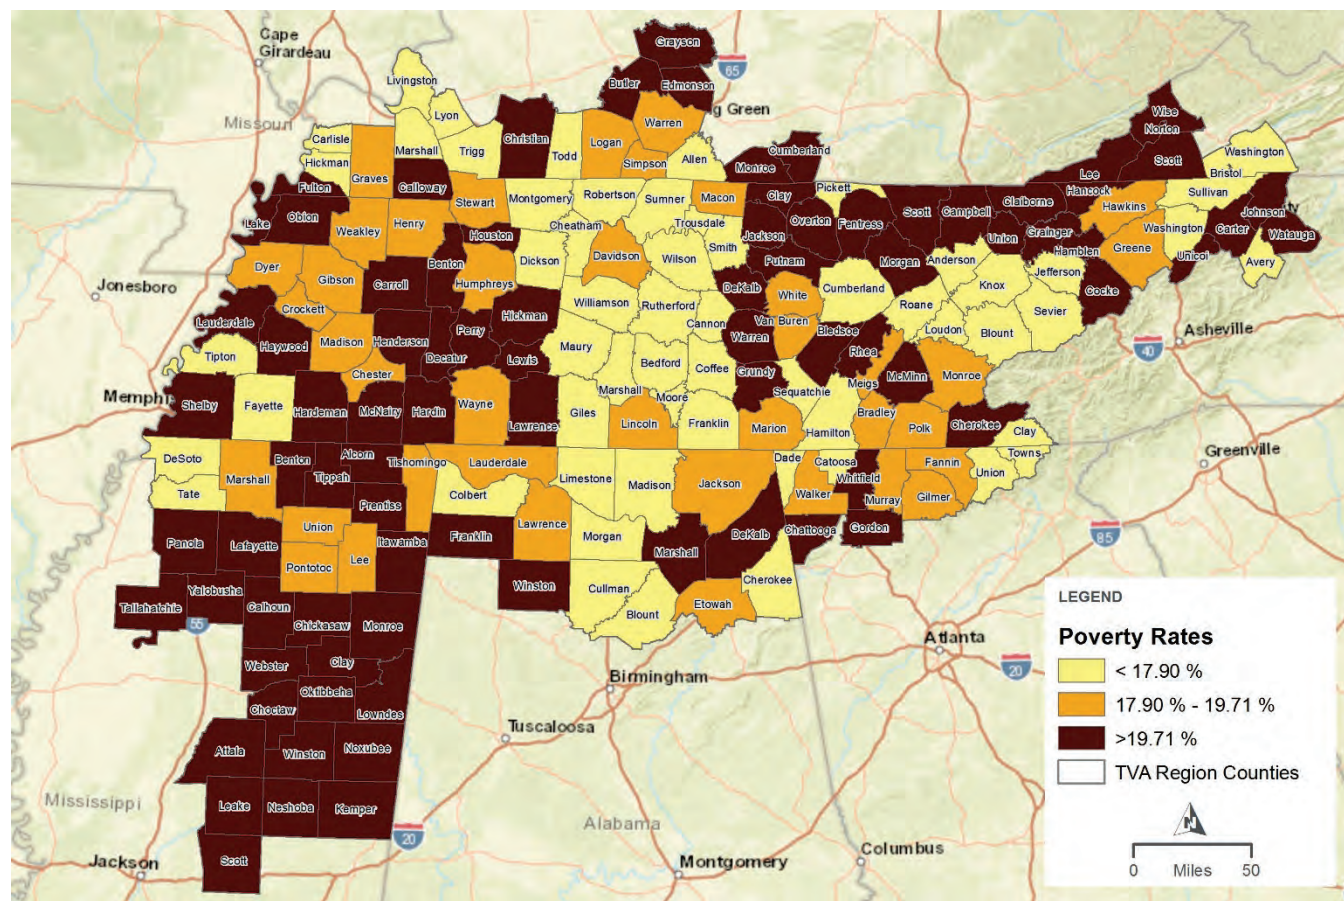 Cape
Girardeau
Grayson
65
Butler
Edmonson
g Green
Livingston
Lyon
Missouri
Christian
Warren
Logan
Carlisle
Marshall
Trigg
Todd
Simpson
Allen
Hickman
Graves
Calloway
Fulton
Monroe
Cumberland
Wise
Norton
Scott
Lee
Washington
Bristol
Sullivan
Hancock
Hawkins
Johnson
ty
Watauga
Carter
Washington
Greene
Unicoi
Avery
Lake
Obion
Weakley
Henry
Stewart
Houston
Montgomery
Robertson
Sumner
Macon
Clay
Pickett
Scott
Campbell
Claiborne
Cheatham
Trousdale
Overton
Fentress
Union
Grainger
Hamblen
Jackson
Smith
Dyer
Gibson
Carroll
Benton
Humphreys
Dickson
Davidson
Wilson
Putnam
Morgan
Anderson
Jefferson
Knox
Cocke
Crockett
DeKalb
White
Cumberland
Roane
Sevier
Jonesboro
Lauderdale
Haywood
Madison
Henderson
Decatur
Perry
Hickman
Williamson
Rutherford
Cannon
Van Buren
Bledsoe
Loudon
Blount
Asheville
40
Tipton
Chester
Lewis
Maury
Bedford
Coffee
Warren
Grundy
Rhea
Meigs
McMinn
Monroe
Sequatchie
Memphi
Shelby
Fayette
Hardeman
McNairy
Hardin
Wayne
Lawrence
Giles
Marshall
Moore
Lincoln
Franklin
Marion
Hamilton
Bradley
Polk
Cherokee
Clay
Towns
Greenville
DeSoto
Tate
Marshall
Benton
Alcorn
Tippah
Prentiss
Tishomingo
Lauderdale
Colbert
Limestone
Madison
Jackson
Dade
Catoosa
Walker
Whitfield
Murray
Fannin
Gilmer
Union
Panola
Lafayette
Union
Pontotoc
Lee
Itawamba
Franklin
Lawrence
Morgan
Marshall
DeKalb
Chattooga
Gordon
85
Tallahatchie
Yalobusha
55
Calhoun
Chickasaw
Monroe
Winston
Cullman
Blount
Etowah
Cherokee
Webster
Clay
Oktibbeha
Choctaw
Lowndes
Birmingham
Atlanta
20
Attala
Winston
Noxubee
Tuscaloosa
Leake
Neshoba
Kemper
Mississippi
Alabama
20
Scott
Jackson
Montgomery
Columbus
LEGEND
Poverty Rates
< 17.90 %
17.90 % - 19.71 %
>19.71 %
TVA Region Counties
N
0 Miles 50